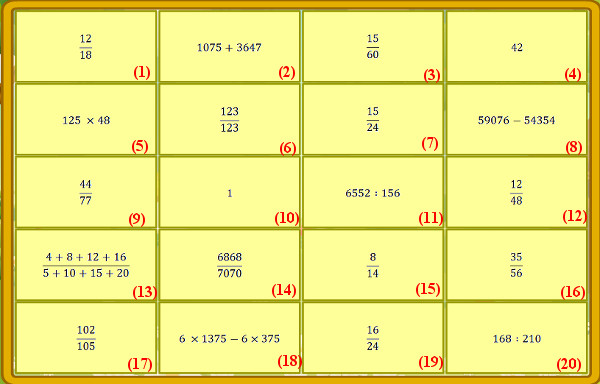 12/18 (1) 1075 + 3647 (2) 15/60 (3) 42 (4)
125 × 48 (5) 123/123 (6) 15/24 (7) 59076 − 54354 (8)
44/77 (9) 1 (10) 6552 : 156 (11) 12/48 (12)
4 + 8 + 12 + 16/5 + 10 + 15 + 20 (13) 6868/7070 (14) 8/14 (15) 35/56 (16)
102/105 (17) 6 × 1375 − 6 × 375 (18) 16/24 (19) 168 : 210 (20)